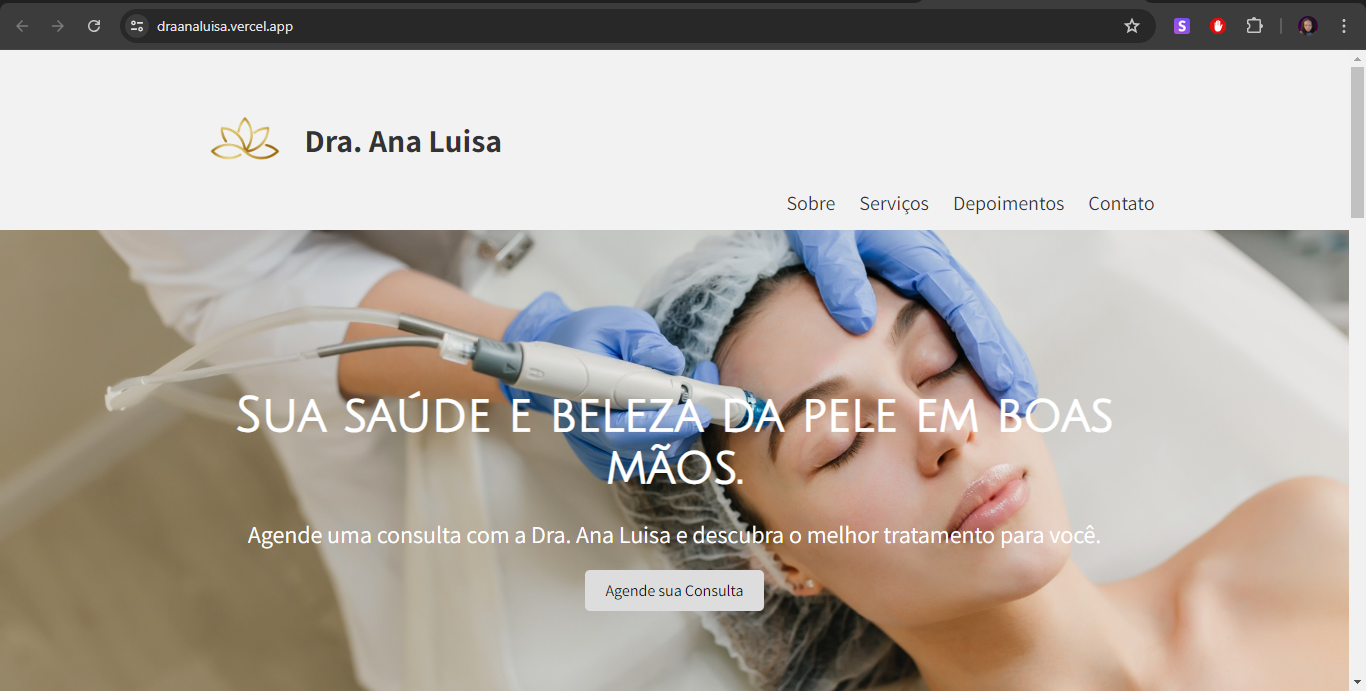 draanaluisa.vercel.app
S
Dra. Ana Luisa
Sobre Serviços Depoimentos Contato
Sua saúde e beleza da pele em boas
mãos.
Agende uma consulta com a Dra. Ana Luisa e descubra o melhor tratamento para você.
Agende sua Consulta